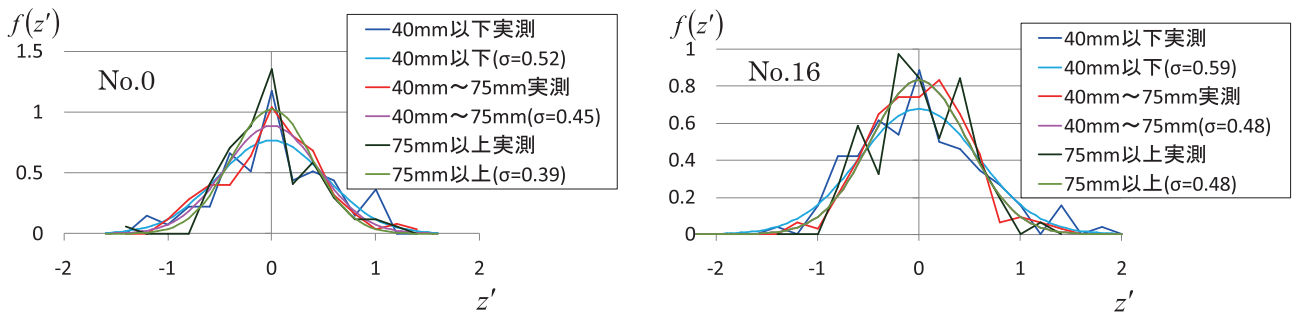 f(z′)
1.5
1
0.5
0
-2
-1
0
1
2
z′
No.0
40mm以下実測
40mm以下(σ=0.52)
40mm～75mm実測
40mm～75mm(σ=0.45)
75mm以上実測
75mm以上(σ=0.39)
f(z′)
1
0.8
0.6
0.4
0.2
0
-2
-1
0
1
2
z′
No.16
40mm以下実測
40mm以下(σ=0.59)
40mm～75mm実測
40mm～75mm(σ=0.48)
75mm以上実測
75mm以上(σ=0.48)